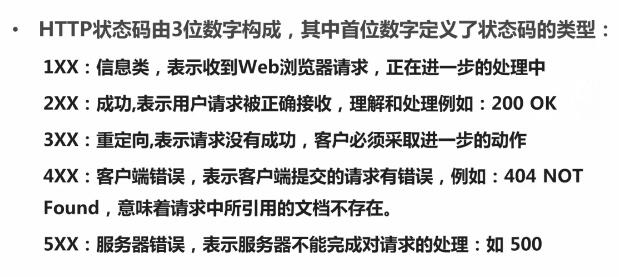 • HTTP状态码由3位数字构成，其中首位数字定义了状态码的类型：
1XX：信息类，表示收到Web浏览器请求，正在进一步的处理中
2XX：成功,表示用户请求被正确接收，理解和处理例如：200 OK
3XX：重定向,表示请求没有成功，客户必须采取进一步的动作
4XX：客户端错误，表示客户端提交的请求有错误，例如：404 NOT
Found，意味着请求中所引用的文档不存在。
5XX：服务器错误，表示服务器不能完成对请求的处理：如 500